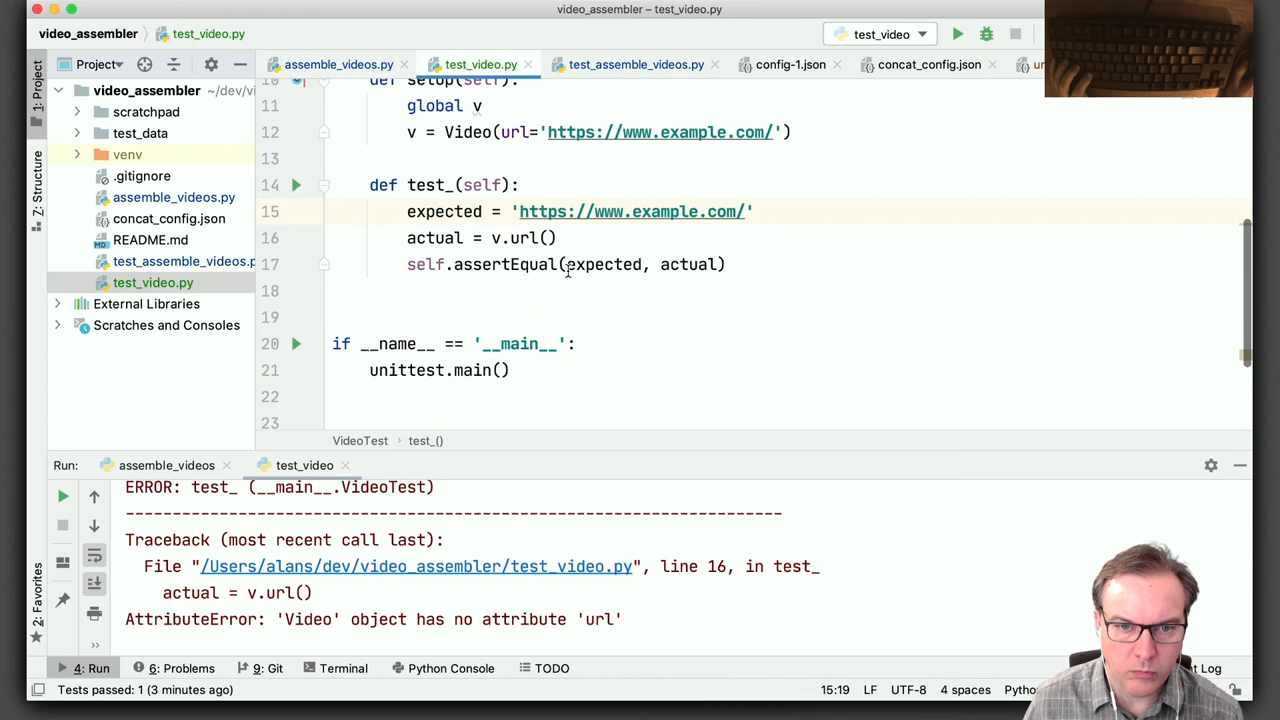 video_assembler – test_video.py
video_assembler
test_video.py
test_video
Project
assemble_videos.py
test_video.py
test_assemble_videos.py
config-1.json
concat_config.json
1: Project
Z: Structure
2: Favorites
video_assembler ~/dev/vi
scratchpad
test_data
venv
.gitignore
assemble_videos.py
concat_config.json
README.md
test_assemble_videos.p
test_video.py
External Libraries
Scratches and Consoles
10 def setup(self):
11 global v
12 v = Video(url='https://www.example.com/')
13
14 def test_(self):
15 expected = 'https://www.example.com/'
16 actual = v.url()
17 self.assertEqual(expected, actual)
18
19
20 if __name__ == '__main__':
21 unittest.main()
22
23
VideoTest › test_()
Run: assemble_videos test_video
ERROR: test_ (__main__.VideoTest)
----------------------------------------------------------------------
Traceback (most recent call last):
File "/Users/alans/dev/video_assembler/test_video.py", line 16, in test_
actual = v.url()
AttributeError: 'Video' object has no attribute 'url'
4: Run 6: Problems 9: Git Terminal Python Console TODO t Log
Tests passed: 1 (3 minutes ago) 15:19 LF UTF-8 4 spaces Pytho